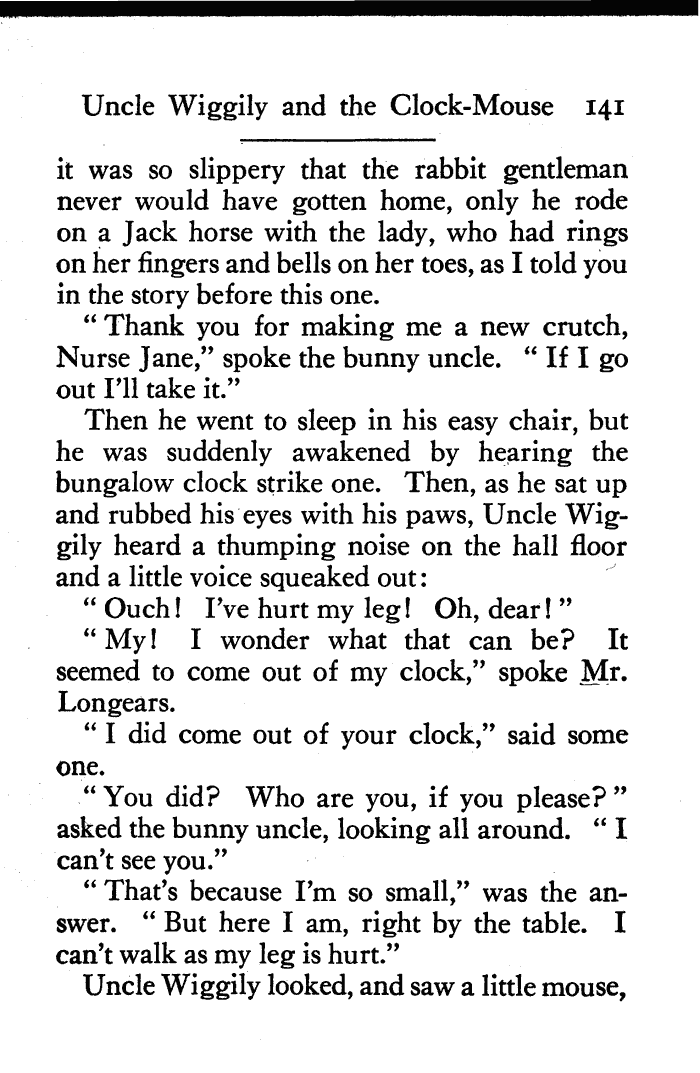 Uncle Wiggily and the Clock-Mouse 141
it was so slippery that the rabbit gentleman
never would have gotten home, only he rode
on a Jack horse with the lady, who had rings
on her fingers and bells on her toes, as I told you
in the story before this one.
“ Thank you for making me a new crutch,
Nurse Jane,” spoke the bunny uncle. “ If I go
out I’ll take it.”
Then he went to sleep in his easy chair, but
he was suddenly awakened by hearing the
bungalow clock strike one. Then, as he sat up
and rubbed his eyes with his paws, Uncle Wig-
gily heard a thumping noise on the hall floor
and a little voice squeaked out:
“ Ouch! I’ve hurt my leg! Oh, dear! ”
“ My! I wonder what that can be? It
seemed to come out of my clock,” spoke Mr.
Longears.
“ I did come out of your clock,” said some
one.
“ You did? Who are you, if you please? ”
asked the bunny uncle, looking all around. “ I
can’t see you.”
“ That’s because I’m so small,” was the an-
swer. “ But here I am, right by the table. I
can’t walk as my leg is hurt.”
Uncle Wiggily looked, and saw a little mouse,